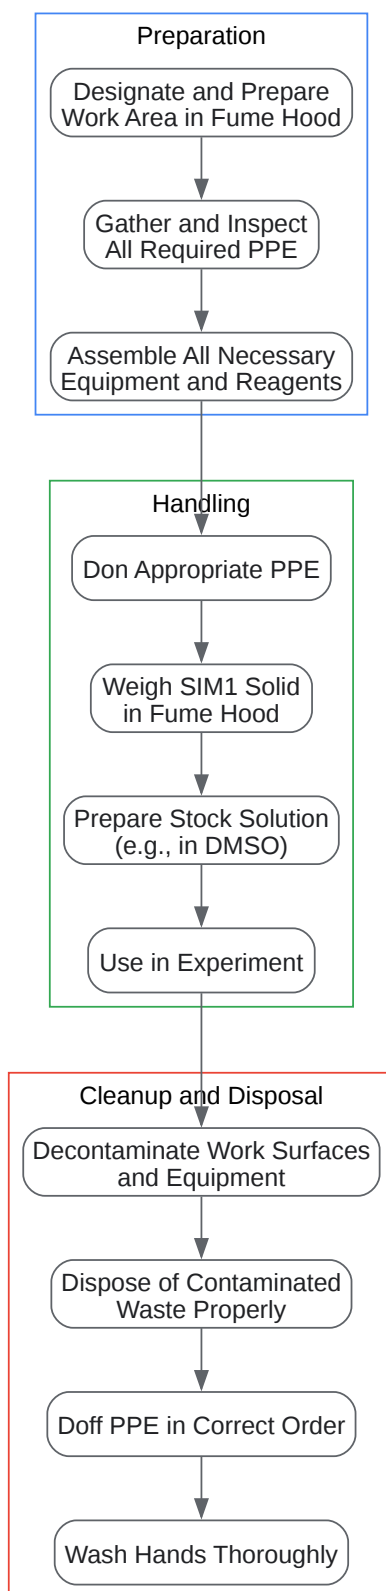 Preparation
Designate and Prepare
Work Area in Fume Hood
Gather and Inspect
All Required PPE
Assemble All Necessary
Equipment and Reagents
Handling
Don Appropriate PPE
Weigh SIM1 Solid
in Fume Hood
Prepare Stock Solution
(e.g., in DMSO)
Use in Experiment
Cleanup and Disposal
Decontaminate Work Surfaces
and Equipment
Dispose of Contaminated
Waste Properly
Doff PPE in Correct Order
Wash Hands Thoroughly